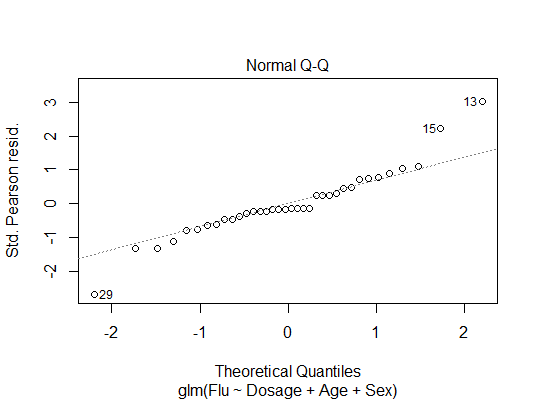 Normal Q-Q
Std. Pearson resid.
3
2
1
0
-1
-2
13
15
29
-2 -1 0 1 2
Theoretical Quantiles
glm(Flu ~ Dosage + Age + Sex)